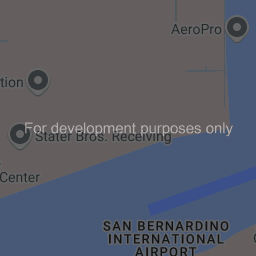 AeroPro
tion
For development purposes only
Stater Bros. Receiving
Center
SAN BERNARDINO
INTERNATIONAL
AIRPORT